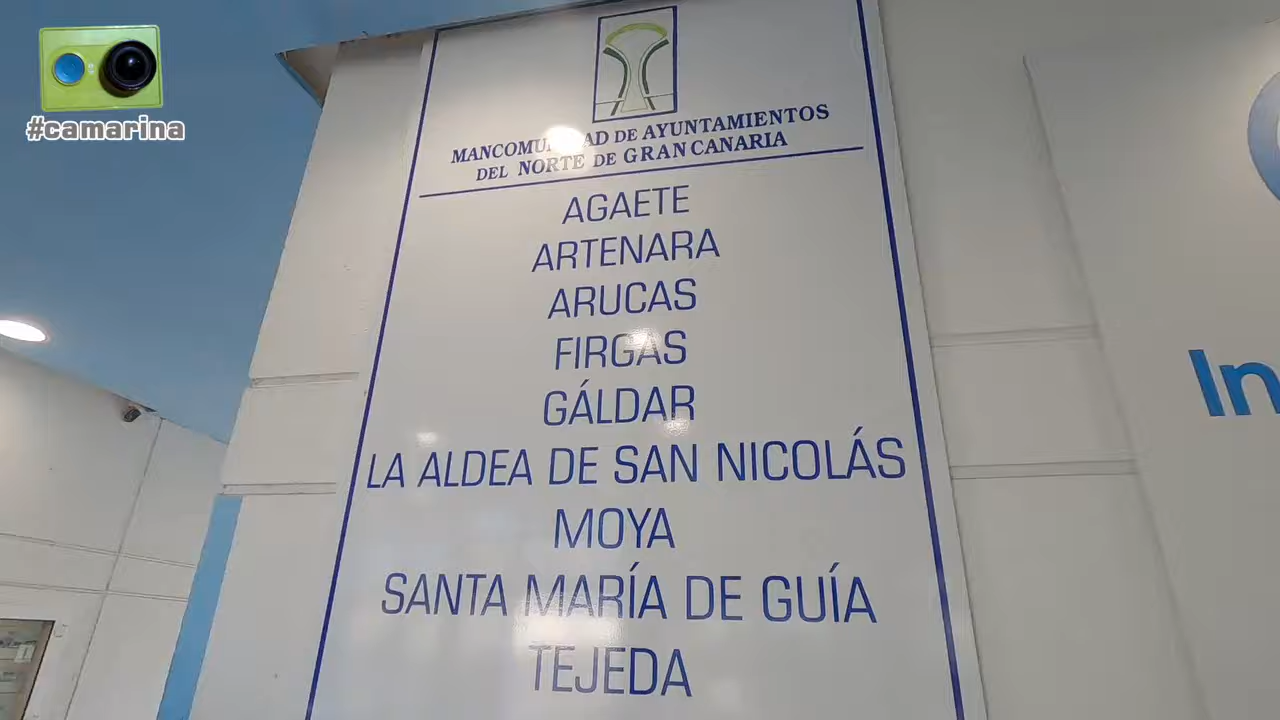 #camarina
MANCOMUNIDAD DE AYUNTAMIENTOS
DEL NORTE DE GRAN CANARIA
AGAETE
ARTENARA
ARUCAS
FIRGAS
GÁLDAR
LA ALDEA DE SAN NICOLÁS
MOYA
SANTA MARÍA DE GUÍA
TEJEDA
In